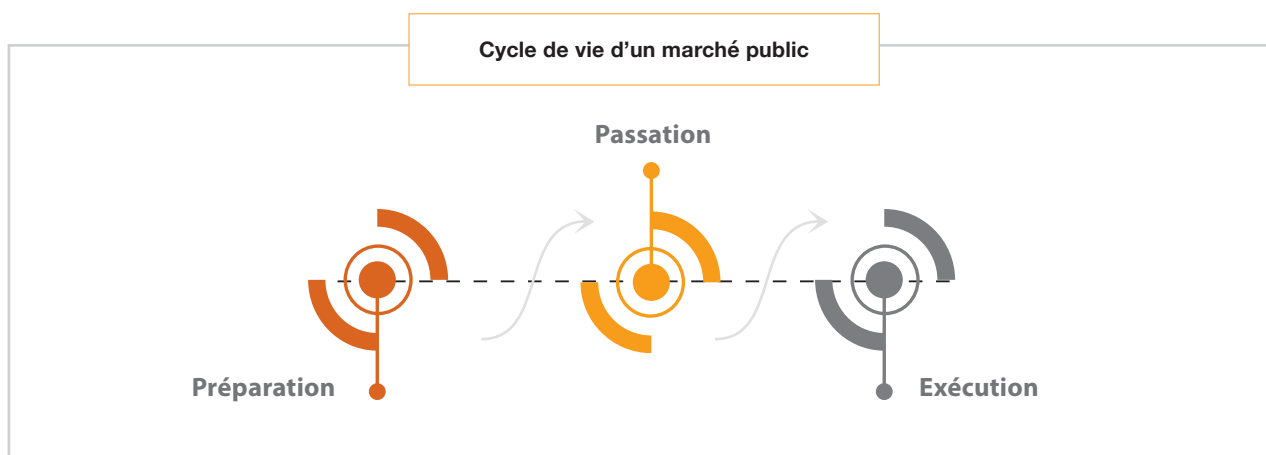 Cycle de vie d’un marché public
Passation
Préparation
Exécution